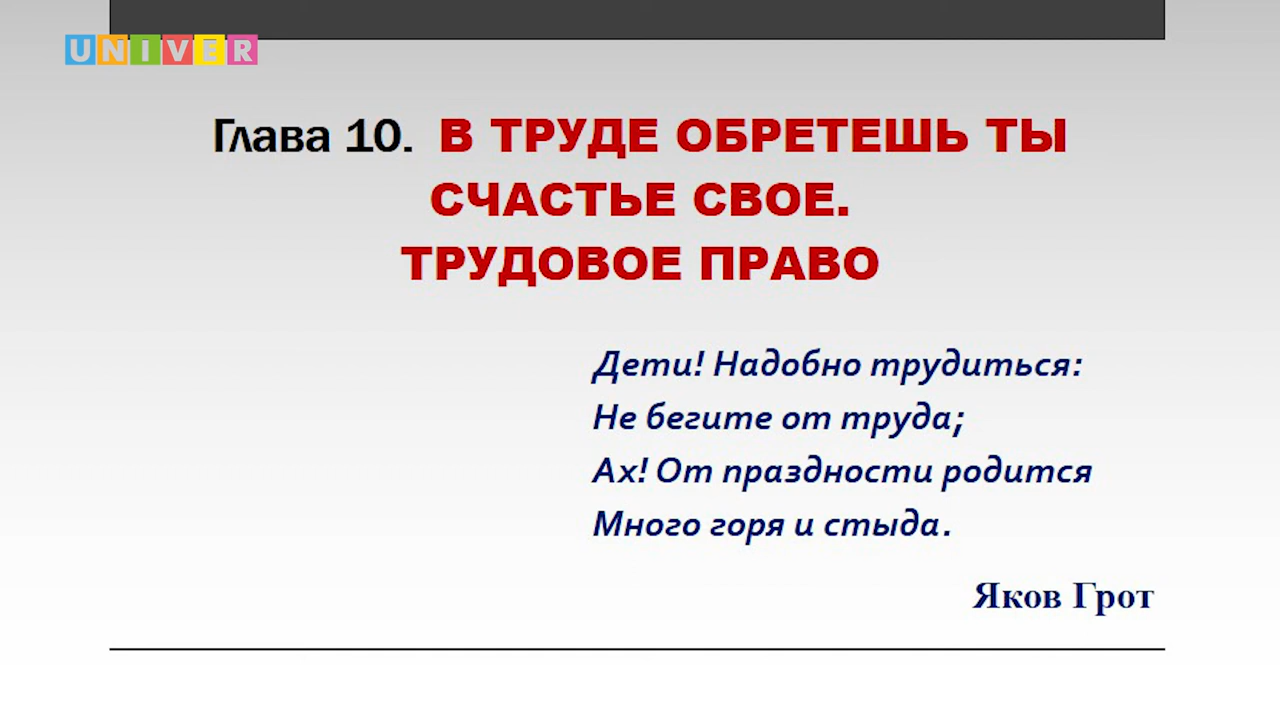 UNIVER
Глава 10. В ТРУДЕ ОБРЕТЕШЬ ТЫ
СЧАСТЬЕ СВОЕ.
ТРУДОВОЕ ПРАВО
Дети! Надобно трудиться:
Не бегите от труда;
Ах! От праздности родится
Много горя и стыда.
Яков Грот